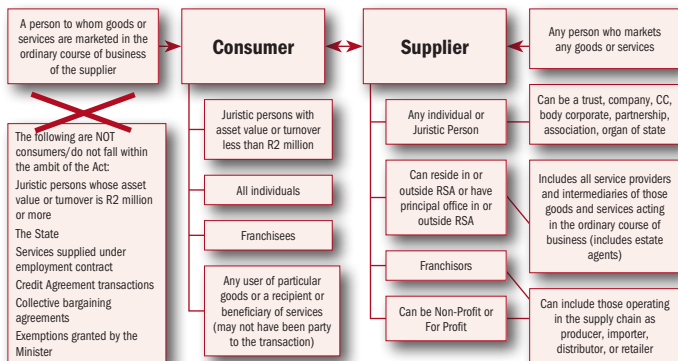 A person to whom goods or
services are marketed in the
ordinary course of business
of the supplier
Consumer
Supplier
Any person who markets
any goods or services
The following are NOT
consumers/do not fall within
the ambit of the Act:
Juristic persons whose asset
value or turnover is R2 million
or more
The State
Services supplied under
employment contract
Credit Agreement transactions
Collective bargaining
agreements
Exemptions granted by the
Minister
Juristic persons with
asset value or turnover
less than R2 million
All individuals
Franchisees
Any user of particular
goods or a recipient or
beneficiary of services
(may not have been party
to the transaction)
Any individual or
Juristic Person
Can reside in or
outside RSA or have
principal office in or
outside RSA
Franchisors
Can be Non-Profit or
For Profit
Can be a trust, company, CC,
body corporate, partnership,
association, organ of state
Includes all service providers
and intermediaries of those
goods and services acting
in the ordinary course of
business (includes estate
agents)
Can include those operating
in the supply chain as
producer, importer,
distributor, or retailer